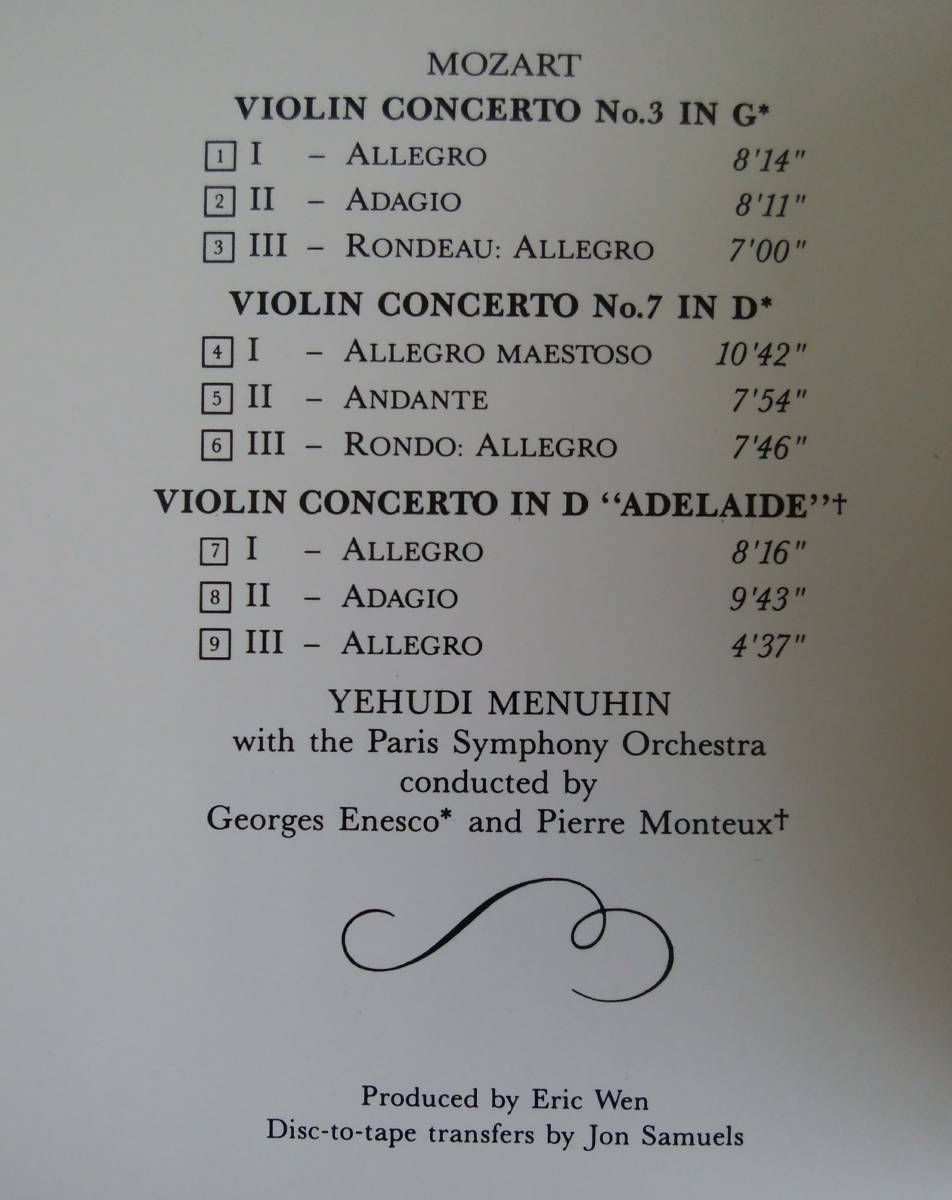 MOZART
VIOLIN CONCERTO No.3 IN G*
1 I – ALLEGRO 8'14"
2 II – ADAGIO 8'11"
3 III – RONDEAU: ALLEGRO 7'00"
VIOLIN CONCERTO No.7 IN D*
4 I – ALLEGRO MAESTOSO 10'42"
5 II – ANDANTE 7'54"
6 III – RONDO: ALLEGRO 7'46"
VIOLIN CONCERTO IN D “ADELAIDE”†
7 I – ALLEGRO 8'16"
8 II – ADAGIO 9'43"
9 III – ALLEGRO 4'37"
YEHUDI MENUHIN
with the Paris Symphony Orchestra
conducted by
Georges Enesco* and Pierre Monteux†
Produced by Eric Wen
Disc-to-tape transfers by Jon Samuels